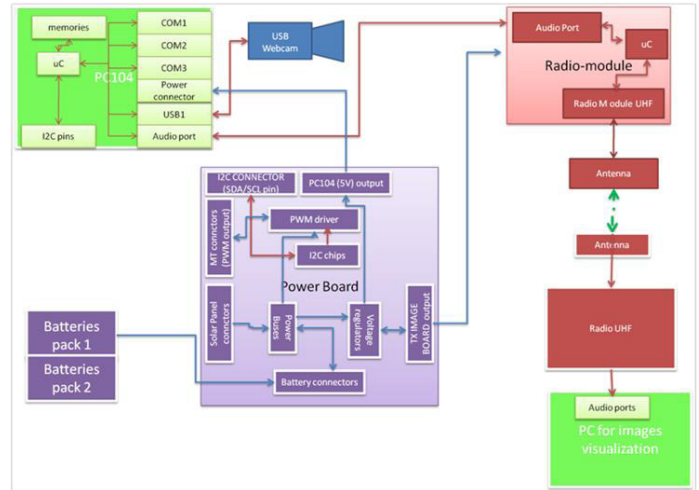 memories
uC
PC104
I2C pins
COM1
COM2
COM3
Power
connector
USB1
Audio port
USB
Webcam
Audio Port
uC
Radio-module
Radio M odule UHF
Antenna
Antenna
Radio UHF
Audio ports
PC for images
visualization
I2C CONNECTOR
(SDA/SCL pin)
PC104 (5V) output
MT connctors
(PWM output)
PWM driver
I2C chips
Power Board
Solar Panel
connctors
Power
Buses
Voltage
regulators
TX IMAGE
BOARD output
Battery connectors
Batteries
pack 1
Batteries
pack 2